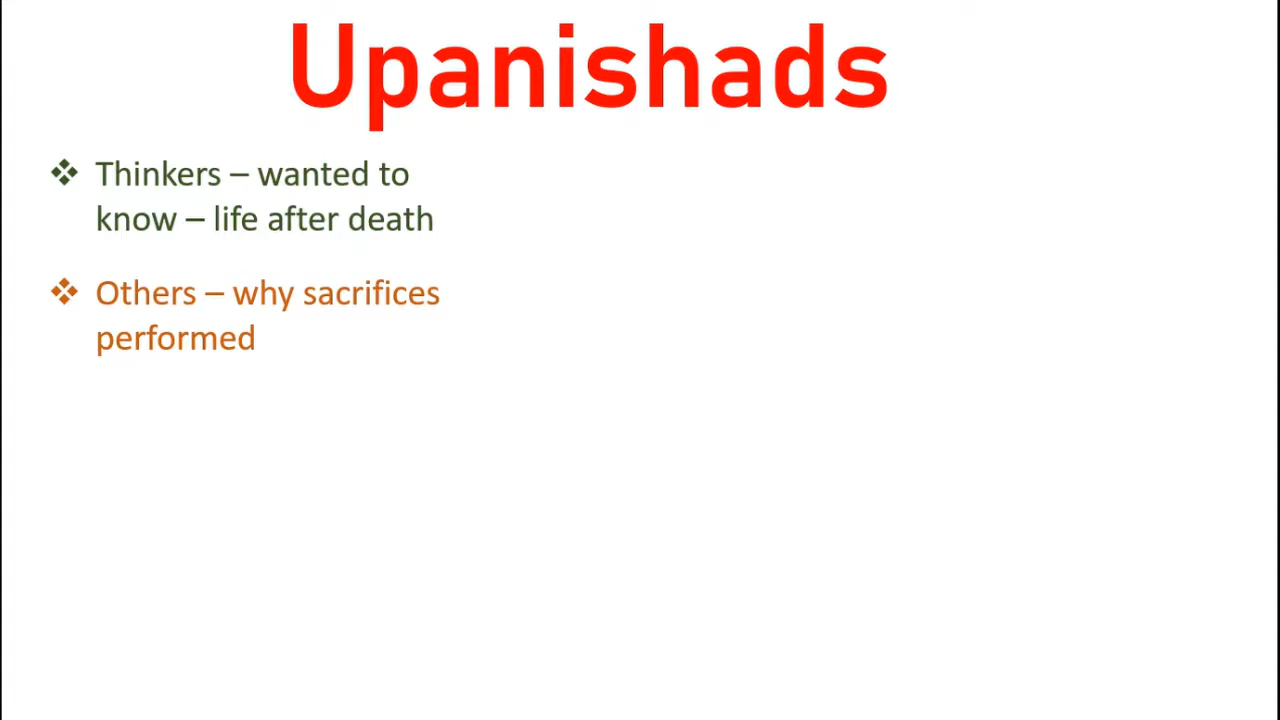 Upanishads
❖ Thinkers – wanted to
know – life after death
❖ Others – why sacrifices
performed